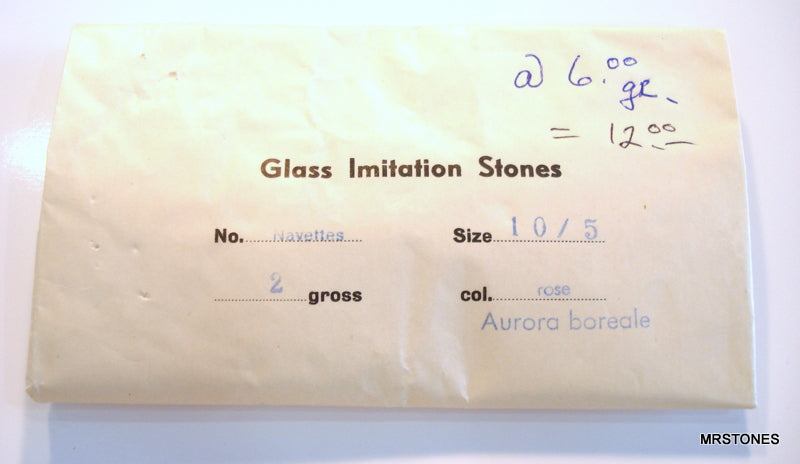 @ 6.00
gr.
= 12.00
Glass Imitation Stones
No. Navettes Size 10/5
2 gross col. rose
Aurora boreale
MRSTONES